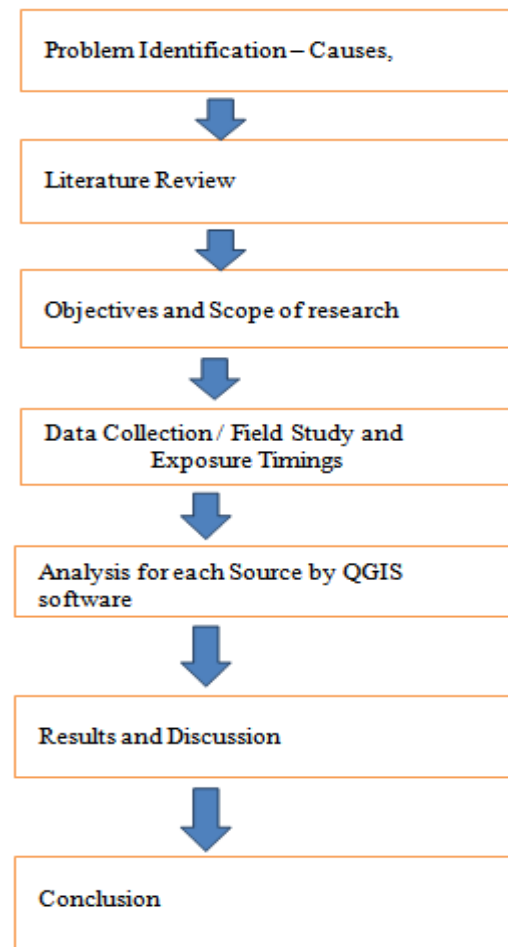 Problem Identification – Causes,
Literature Review
Objectives and Scope of research
Data Collection / Field Study and
Exposure Timings
Analysis for each Source by QGIS
software
Results and Discussion
Conclusion